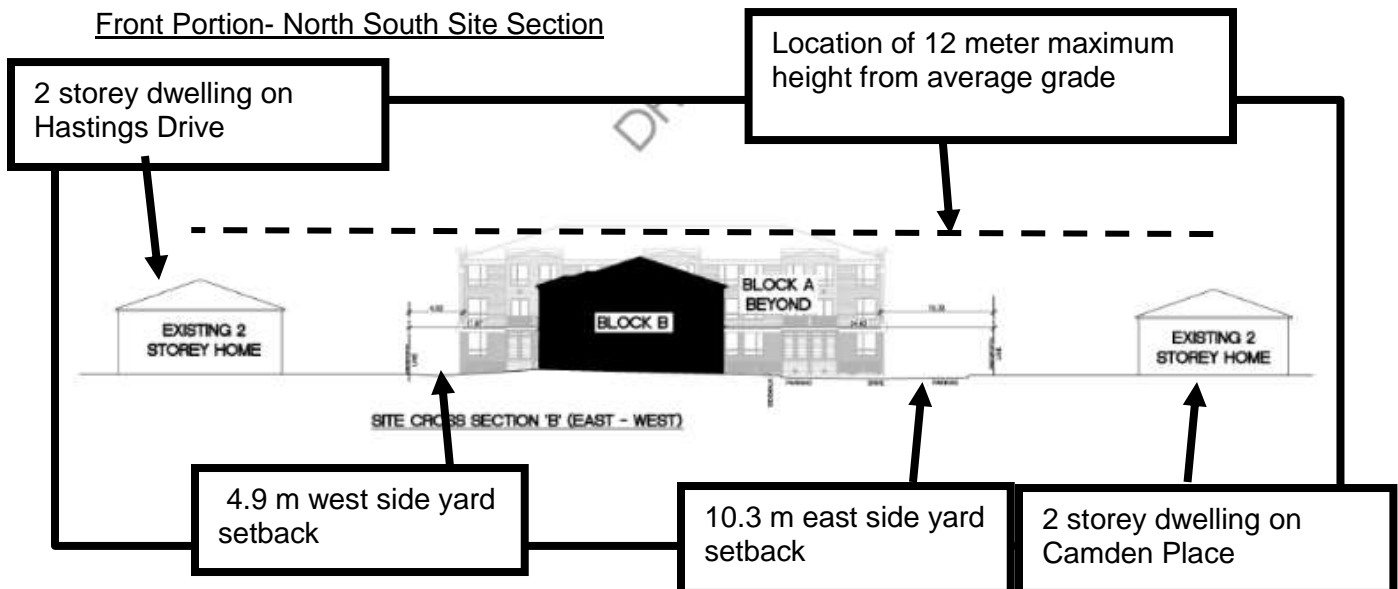 Front Portion- North South Site Section
2 storey dwelling on
Hastings Drive
Location of 12 meter maximum
height from average grade
EXISTING 2
STOREY HOME
BLOCK B
BLOCK A
BEYOND
EXISTING 2
STOREY HOME
SITE CROSS SECTION 'B' (EAST - WEST)
4.9 m west side yard
setback
10.3 m east side yard
setback
2 storey dwelling on
Camden Place